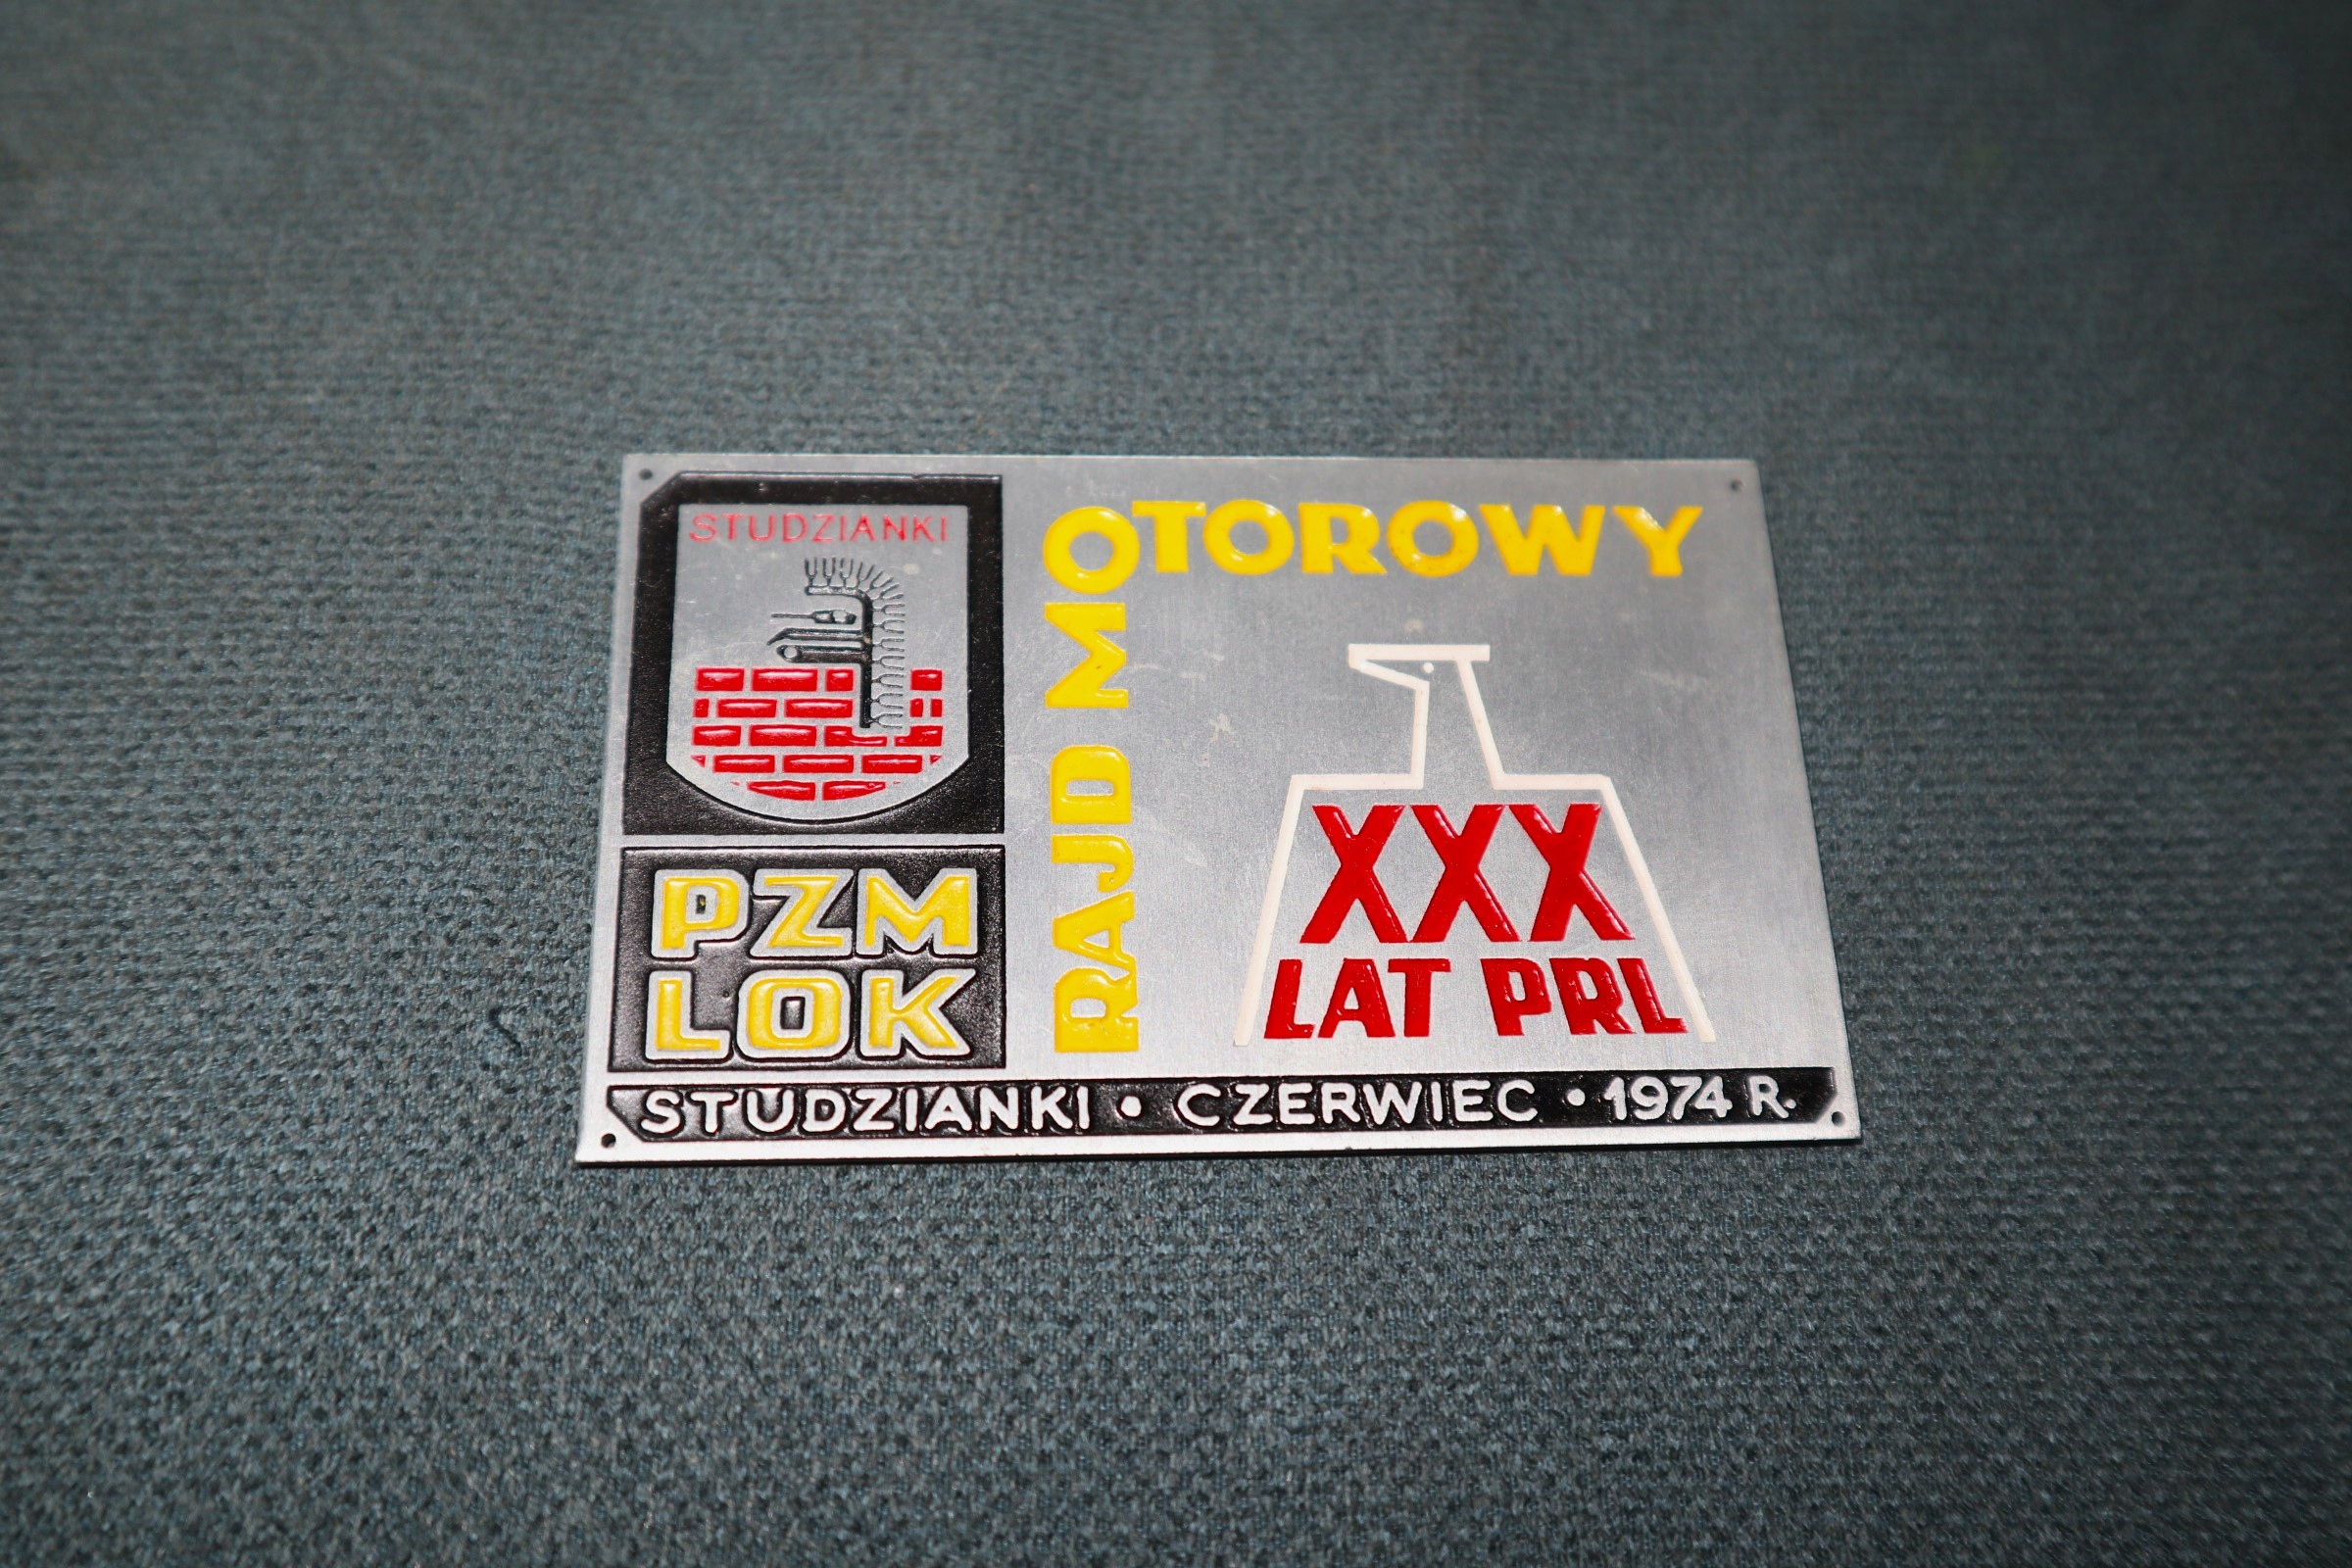 STUDZIANKI
PZM
LOK
RAJD MOTOROWY
XXX
LAT PRL
STUDZIANKI • CZERWIEC • 1974 R.